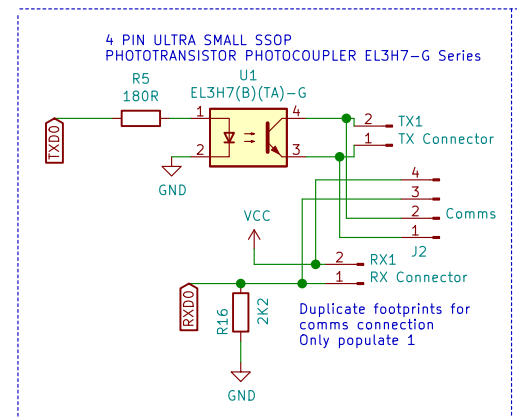 4 PIN ULTRA SMALL SSOP
PHOTOTRANSISTOR PHOTOCOUPLER EL3H7-G Series
U1
EL3H7(B)(TA)-G
R5
180R
1
2
4
3
TXD0
GND
2
1
TX1
TX Connector
4
3
2
1
Comms
J2
VCC
2
1
RX1
RX Connector
RXD0
R16
2K2
GND
Duplicate footprints for
comms connection
Only populate 1